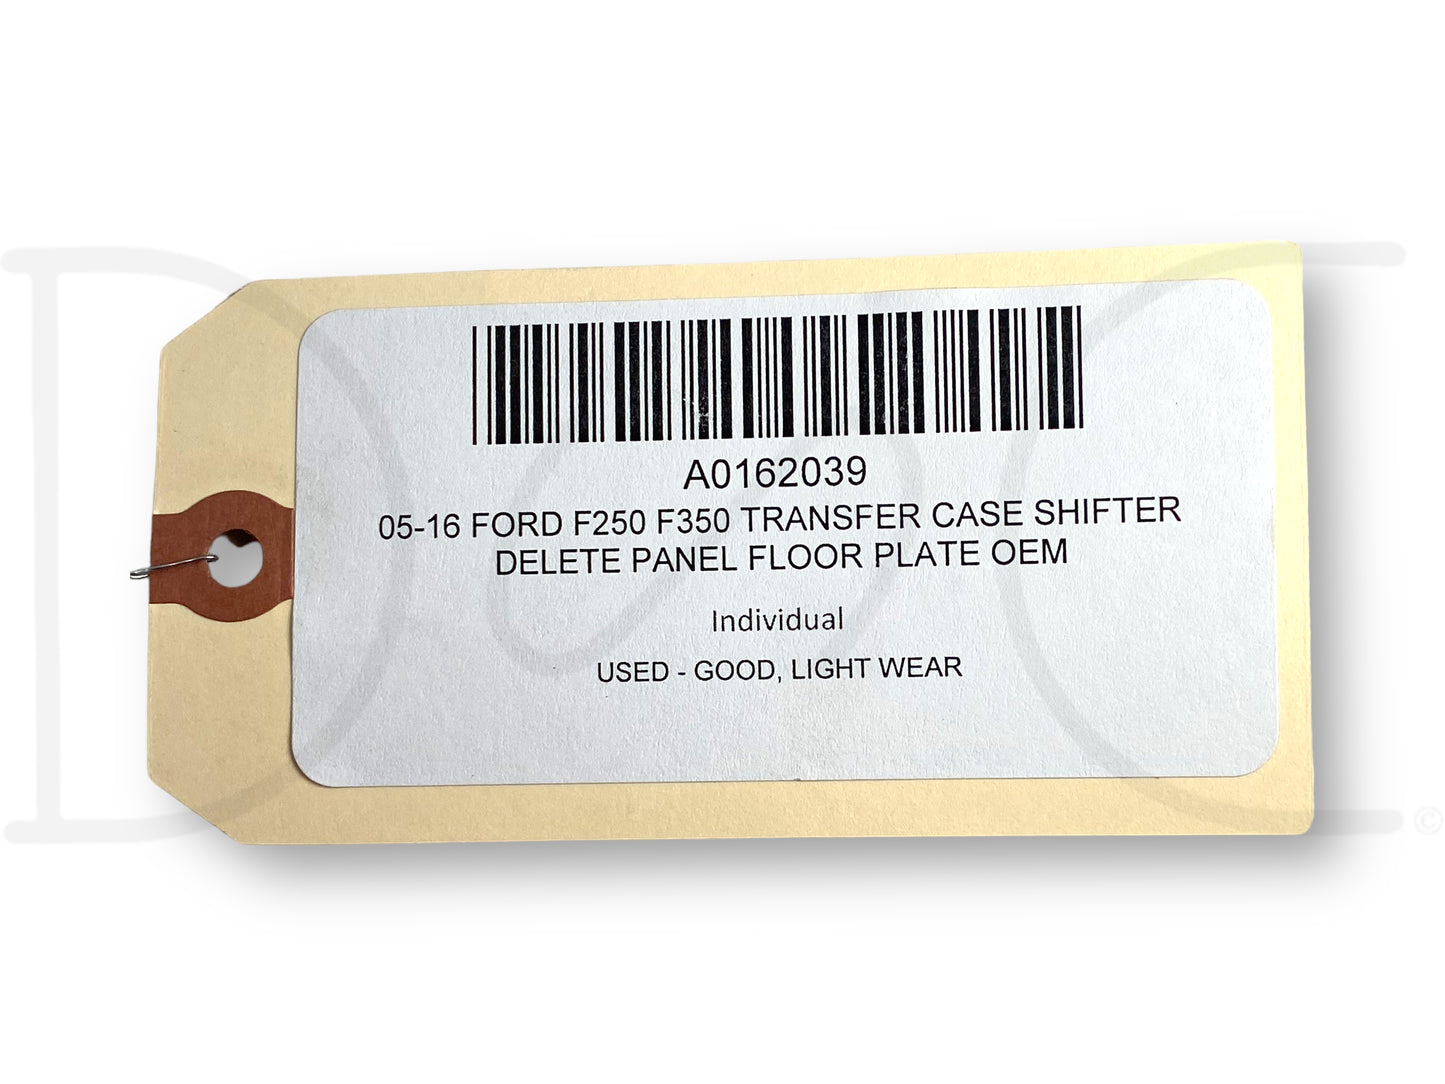 A0162039
05-16 FORD F250 F350 TRANSFER CASE SHIFTER
DELETE PANEL FLOOR PLATE OEM
Individual
USED - GOOD, LIGHT WEAR
©